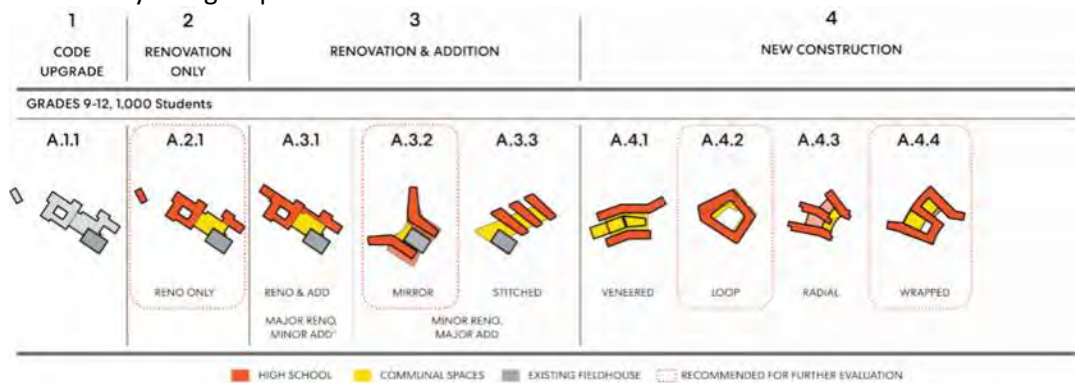 1 2 3 4
CODE UPGRADE RENOVATION ONLY RENOVATION & ADDITION NEW CONSTRUCTION
GRADES 9-12, 1,000 Students
A.1.1 A.2.1 A.3.1 A.3.2 A.3.3 A.4.1 A.4.2 A.4.3 A.4.4
RENO ONLY RENO & ADD MIRROR STITCHED VENEERED LOOP RADIAL WRAPPED
MAJOR RENO, MINOR RENO,
MINOR ADD MAJOR ADD
HIGH SCHOOL COMMUNAL SPACES EXISTING FIELDHOUSE RECOMMENDED FOR FURTHER EVALUATION